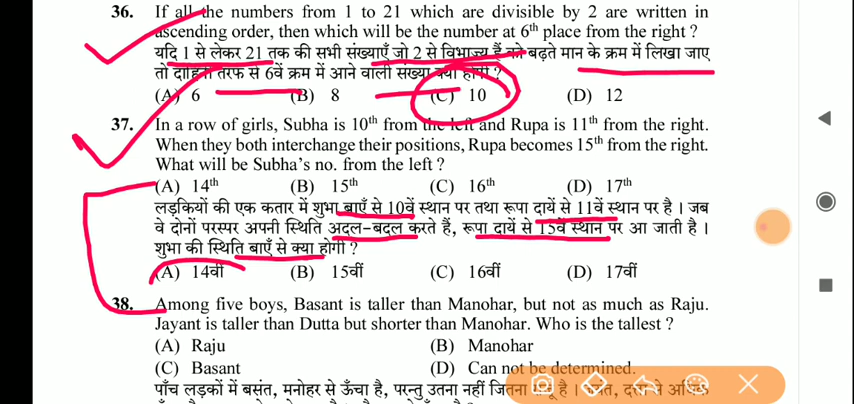 36. If all the numbers from 1 to 21 which are divisible by 2 are written in
ascending order, then which will be the number at 6th place from the right ?
यदि 1 से लेकर 21 तक की सभी संख्याएँ जो 2 से विभाज्य हैं को बढ़ते मान के क्रम में लिखा जाए
तो दाहिने तरफ से 6वें क्रम में आने वाली संख्या क्या होगी ?
(A) 6 (B) 8 (C) 10 (D) 12
37. In a row of girls, Subha is 10th from the left and Rupa is 11th from the right.
When they both interchange their positions, Rupa becomes 15th from the right.
What will be Subha's no. from the left ?
(A) 14th (B) 15th (C) 16th (D) 17th
लड़कियों की एक कतार में शुभा बाएँ से 10वें स्थान पर तथा रूपा दायें से 11वें स्थान पर है । जब
वे दोनों परस्पर अपनी स्थिति अदल-बदल करते हैं, रूपा दायें से 15वें स्थान पर आ जाती है ।
शुभा की स्थिति बाएँ से क्या होगी ?
(A) 14वीं (B) 15वीं (C) 16वीं (D) 17वीं
38. Among five boys, Basant is taller than Manohar, but not as much as Raju.
Jayant is taller than Dutta but shorter than Manohar. Who is the tallest ?
(A) Raju (B) Manohar
(C) Basant (D) Can not be determined.
पाँच लड़कों में बसंत, मनोहर से ऊँचा है, परन्तु उतना नहीं जितना